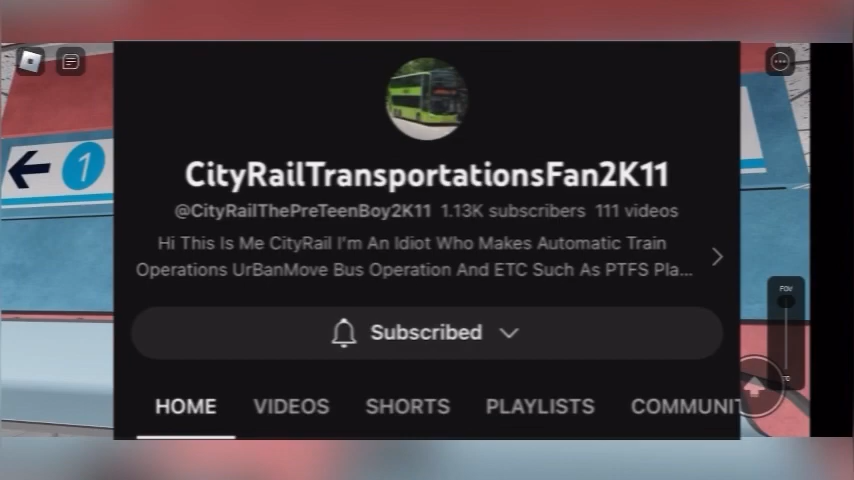 CityRailTransportationsFan2K11
@CityRailThePreTeenBoy2K11 1.13K subscribers 111 videos
Hi This Is Me CityRail I'm An Idiot Who Makes Automatic Train
Operations UrBanMove Bus Operation And ETC Such As PTFS Pla...
Subscribed
HOME VIDEOS SHORTS PLAYLISTS COMMUNI
1
FOV